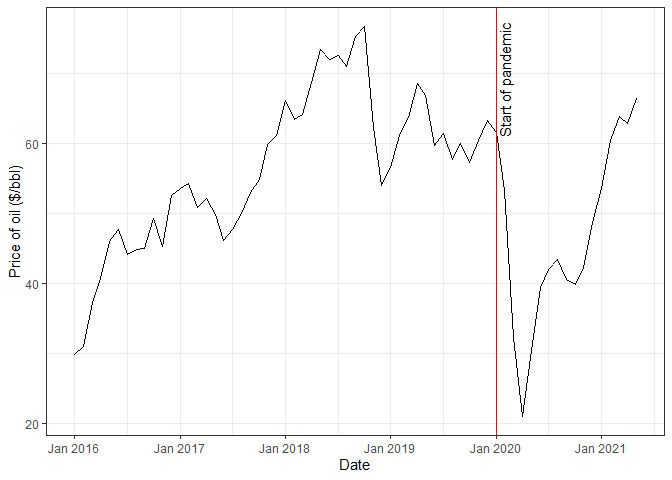 Start of pandemic
Price of oil ($/bbl)
60
40
20
Jan 2016
Jan 2017
Jan 2018
Jan 2019
Jan 2020
Jan 2021
Date